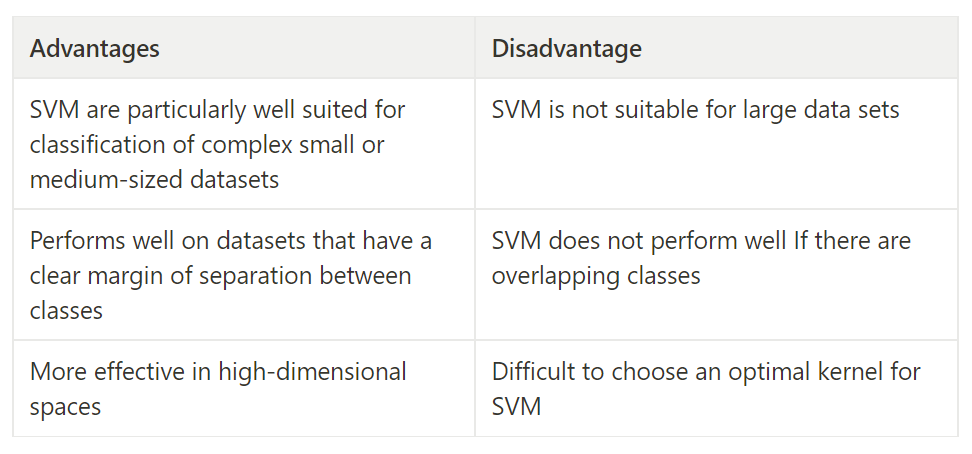 Advantages
Disadvantage
SVM are particularly well suited for
classification of complex small or
medium-sized datasets
SVM is not suitable for large data sets
Performs well on datasets that have a
clear margin of separation between
classes
SVM does not perform well If there are
overlapping classes
More effective in high-dimensional
spaces
Difficult to choose an optimal kernel for
SVM